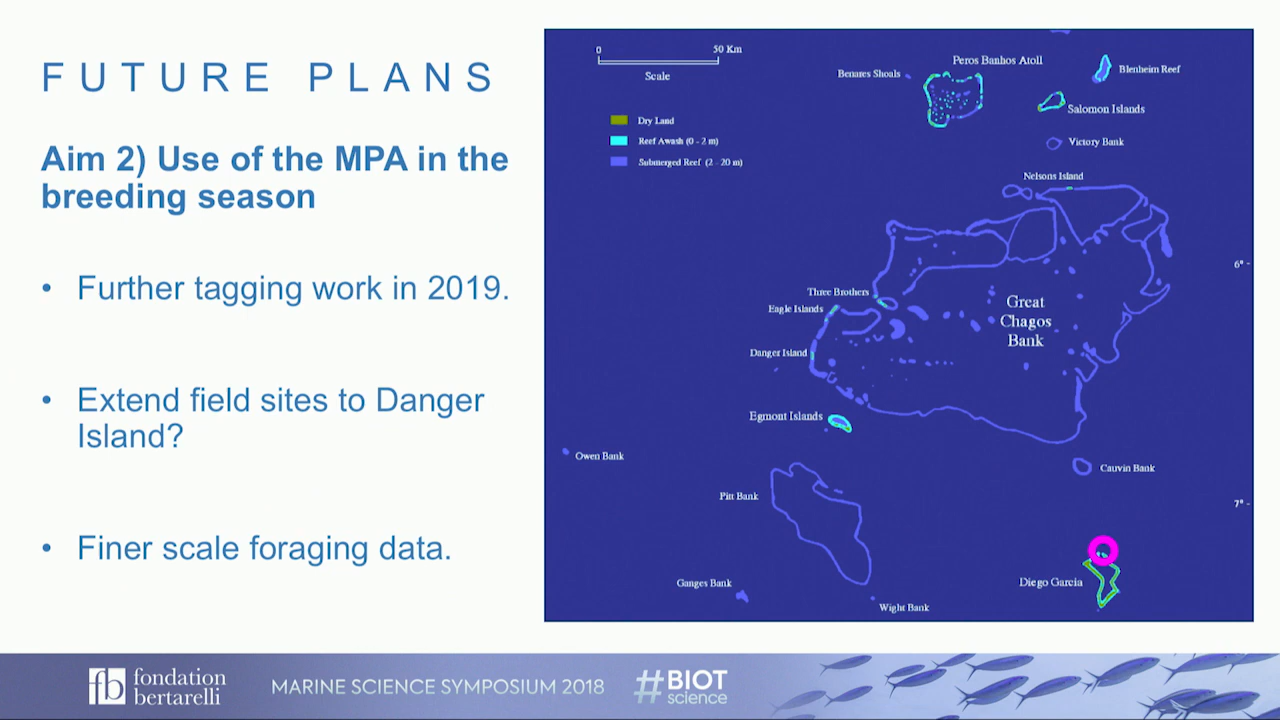 FUTURE PLANS
Aim 2) Use of the MPA in the
breeding season
• Further tagging work in 2019.
• Extend field sites to Danger
Island?
• Finer scale foraging data.
0 50 Km
Scale
Dry Land
Reef Awash (0 - 2 m)
Submerged Reef (2 - 20 m)
Benares Shoals
Peros Banhos Atoll
Blenheim Reef
Salomon Islands
Victory Bank
Nelsons Island
6° -
Three Brothers
Eagle Islands
Great
Chagos
Bank
Danger Island
Egmont Islands
Owen Bank
Cauvin Bank
Pitt Bank
7° -
Ganges Bank
Diego Garcia
Wight Bank
fb fondation
bertarelli
MARINE SCIENCE SYMPOSIUM 2018
#BIOT
science